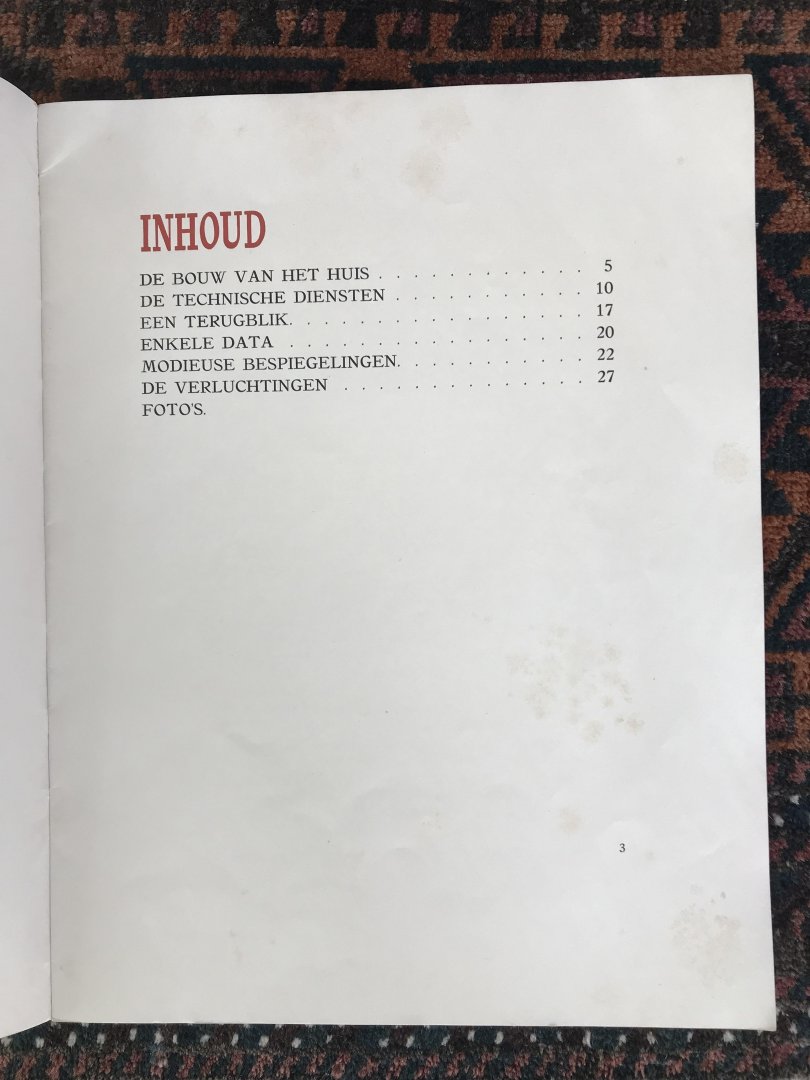 INHOUD
DE BOUW VAN HET HUIS . . . . . . . . . . . . 5
DE TECHNISCHE DIENSTEN . . . . . . . . . . . 10
EEN TERUGBLIK. . . . . . . . . . . . . . . . 17
ENKELE DATA . . . . . . . . . . . . . . . . 20
MODIEUSE BESPIEGELINGEN. . . . . . . . . . . 22
DE VERLUCHTINGEN . . . . . . . . . . . . . . 27
FOTO'S.
3